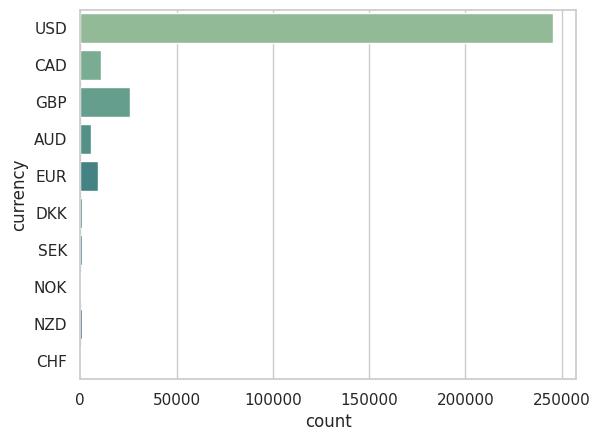 USD
CAD
GBP
AUD
EUR
DKK
SEK
NOK
NZD
CHF
currency
0 50000 100000 150000 200000 250000
count